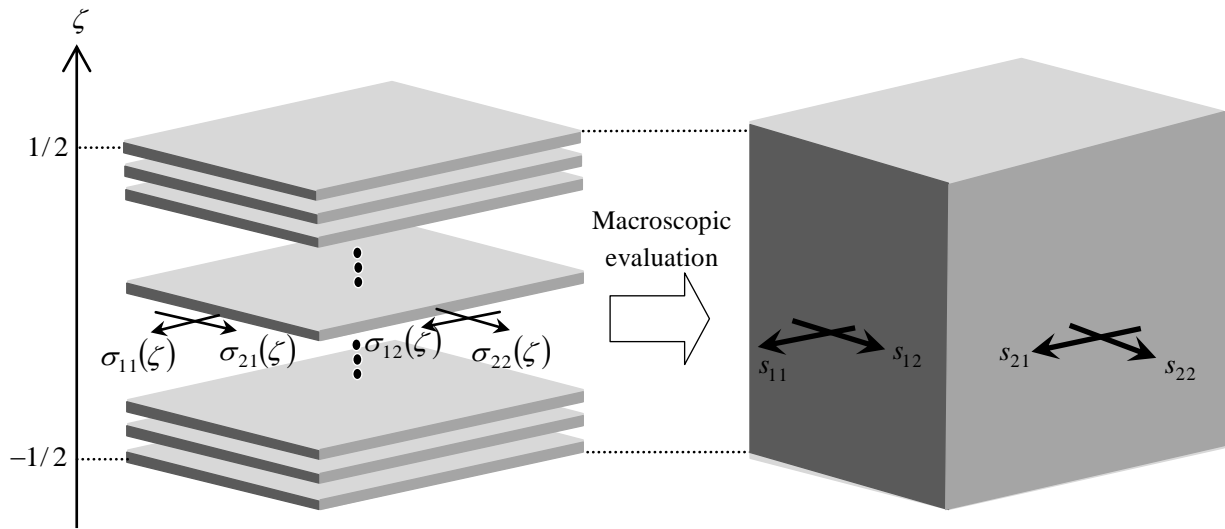 ζ
1/2
Macroscopic
evaluation
σ₁₁(ζ) σ₂₁(ζ) σ₁₂(ζ) σ₂₂(ζ)
s₁₁ s₁₂ s₂₁ s₂₂
−1/2